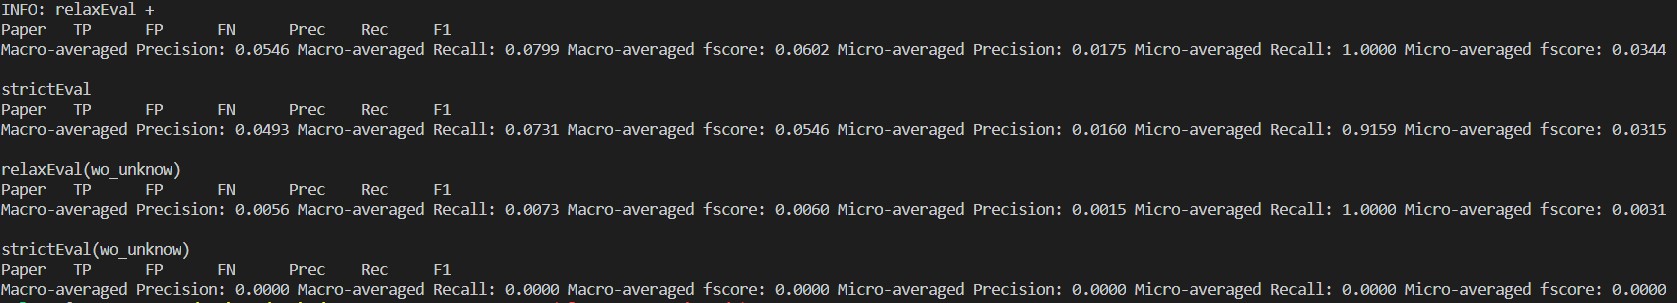 INFO: relaxEval +
Paper TP FP FN Prec Rec F1
Macro-averaged Precision: 0.0546 Macro-averaged Recall: 0.0799 Macro-averaged fscore: 0.0602 Micro-averaged Precision: 0.0175 Micro-averaged Recall: 1.0000 Micro-averaged fscore: 0.0344
strictEval
Paper TP FP FN Prec Rec F1
Macro-averaged Precision: 0.0493 Macro-averaged Recall: 0.0731 Macro-averaged fscore: 0.0546 Micro-averaged Precision: 0.0160 Micro-averaged Recall: 0.9159 Micro-averaged fscore: 0.0315
relaxEval(wo_unknow)
Paper TP FP FN Prec Rec F1
Macro-averaged Precision: 0.0056 Macro-averaged Recall: 0.0073 Macro-averaged fscore: 0.0060 Micro-averaged Precision: 0.0015 Micro-averaged Recall: 1.0000 Micro-averaged fscore: 0.0031
strictEval(wo_unknow)
Paper TP FP FN Prec Rec F1
Macro-averaged Precision: 0.0000 Macro-averaged Recall: 0.0000 Macro-averaged fscore: 0.0000 Micro-averaged Precision: 0.0000 Micro-averaged Recall: 0.0000 Micro-averaged fscore: 0.0000